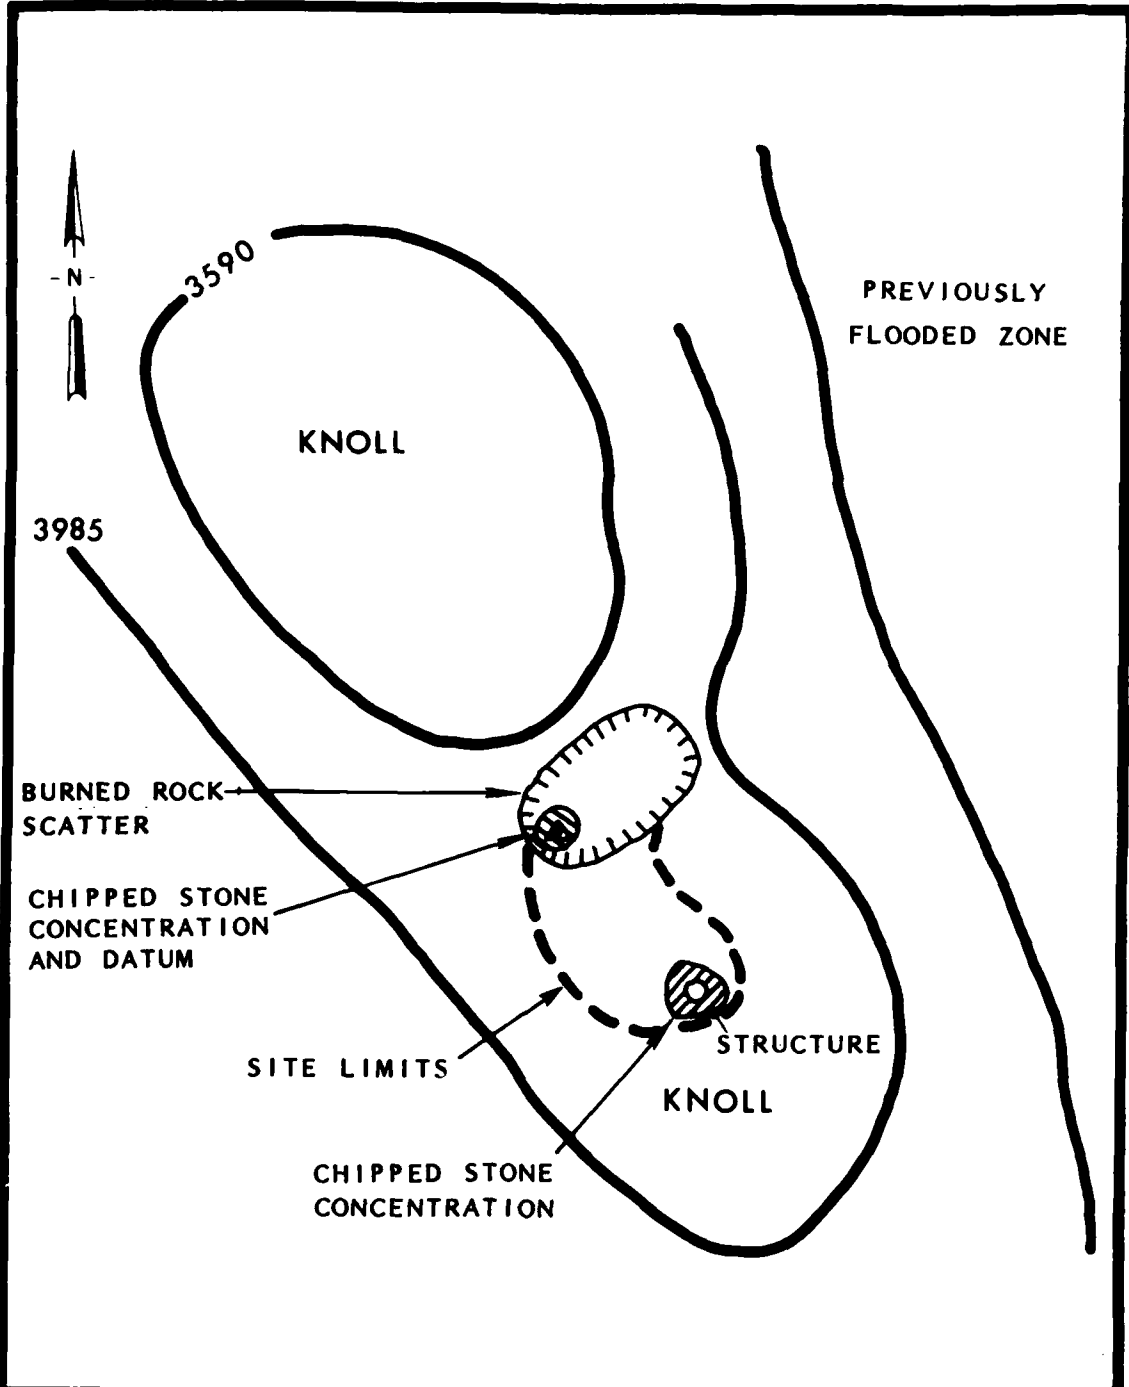 3590
-N-
PREVIOUSLY
FLOODED ZONE
KNOLL
3985
BURNED ROCK
SCATTER
CHIPPED STONE
CONCENTRATION
AND DATUM
STRUCTURE
SITE LIMITS
KNOLL
CHIPPED STONE
CONCENTRATION